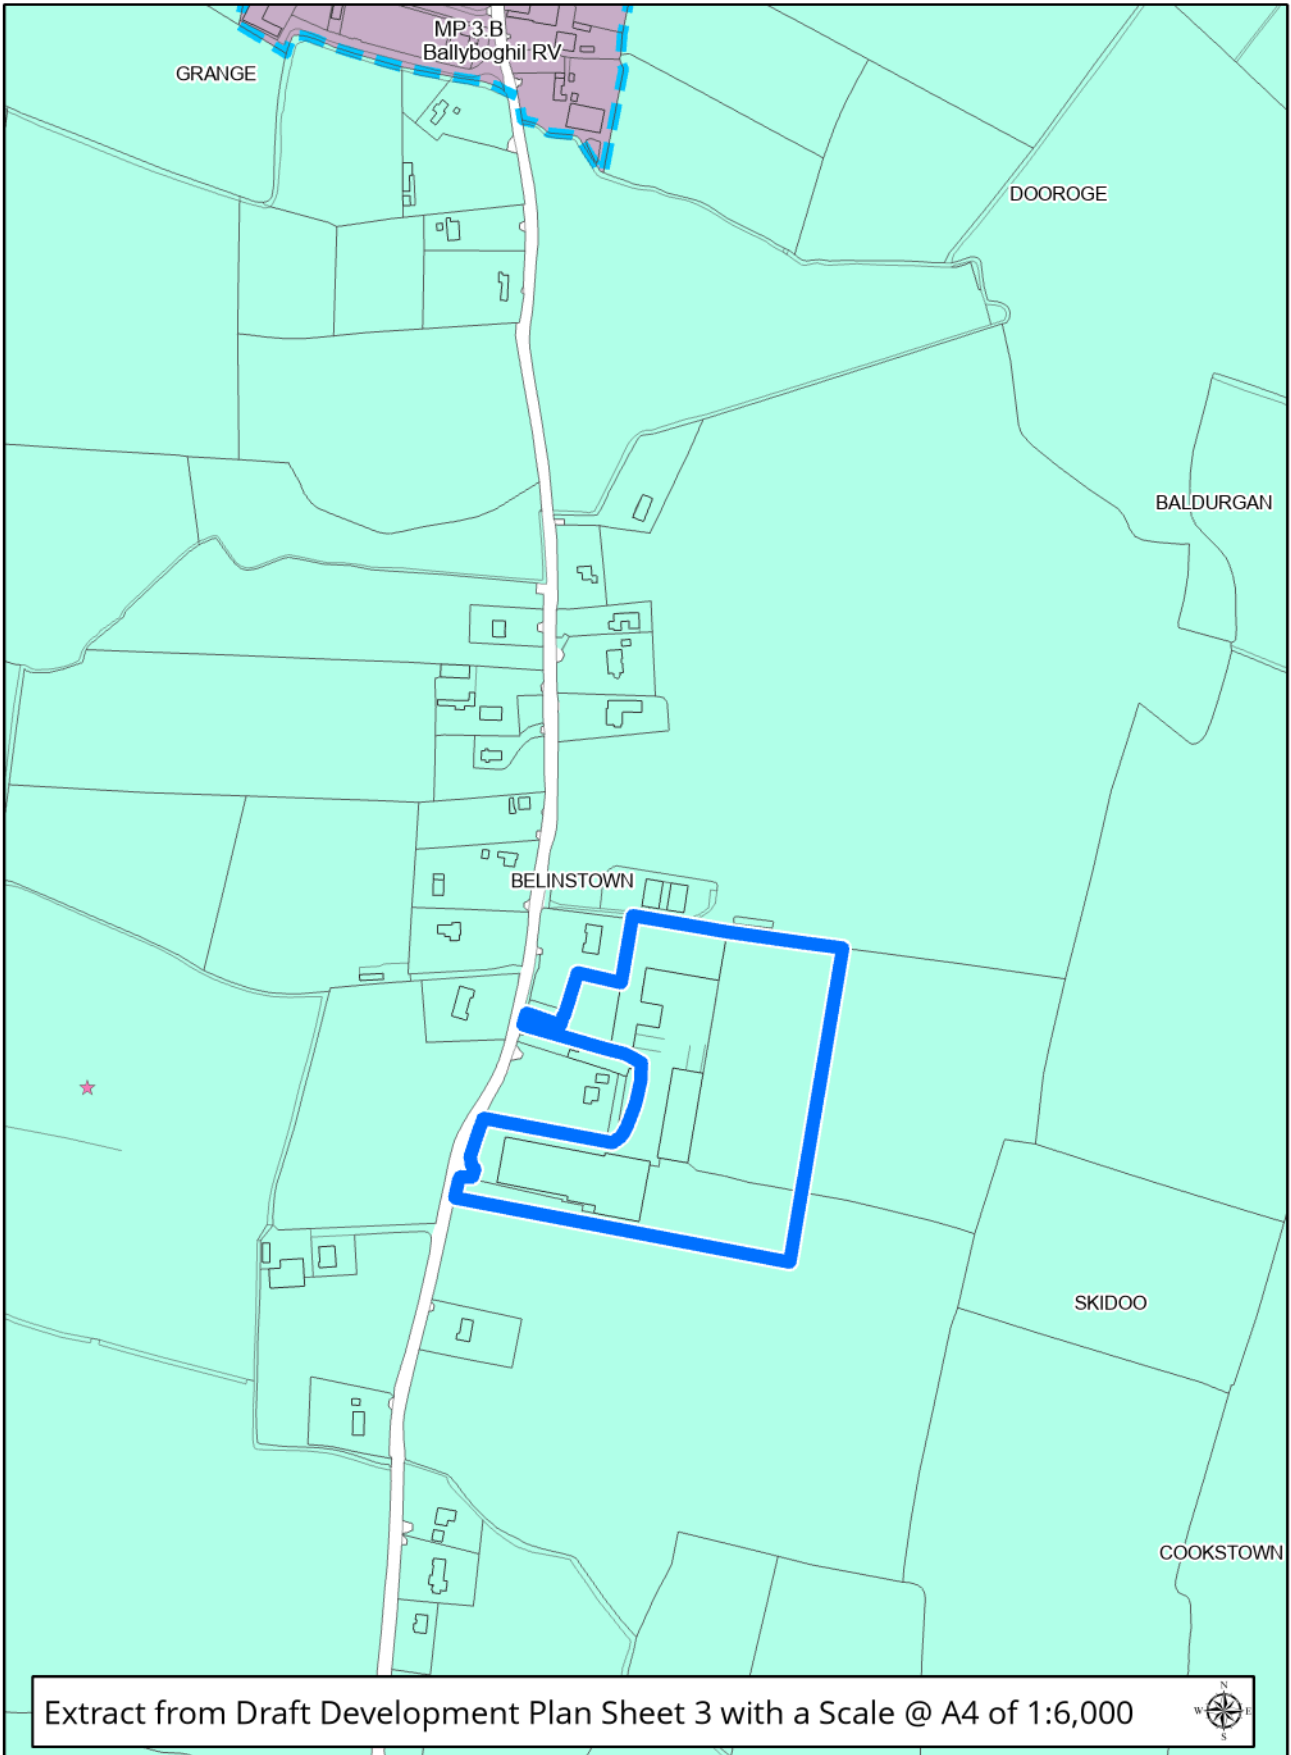 MP 3.B
Ballyboghil RV
GRANGE
DOOROGE
BALDURGAN
BELINSTOWN
SKIDOO
COOKSTOWN
Extract from Draft Development Plan Sheet 3 with a Scale @ A4 of 1:6,000
N
W E
S